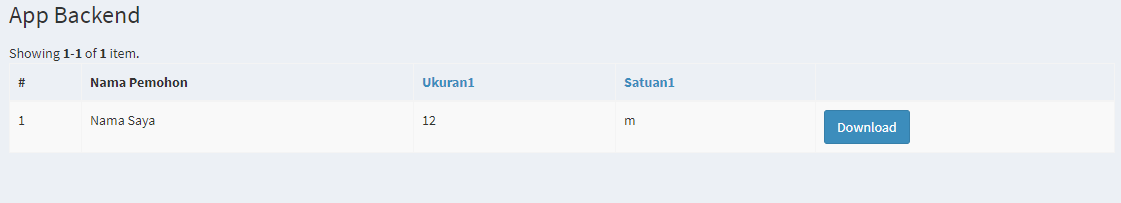 App Backend
Showing 1-1 of 1 item.
# Nama Pemohon Ukuran1 Satuan1
1 Nama Saya 12 m Download